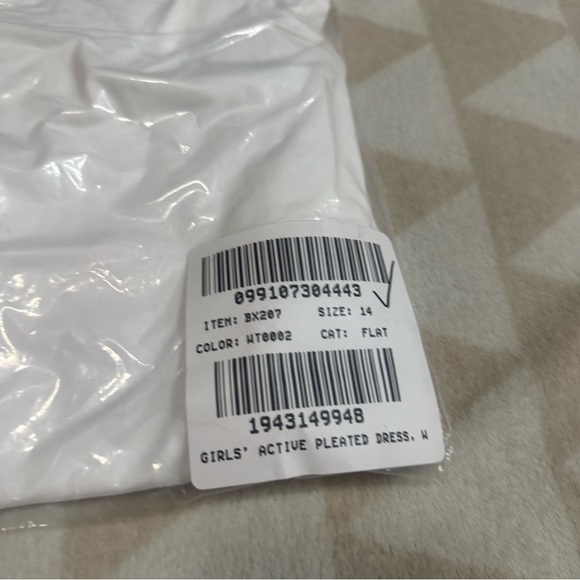 099107304443
ITEM: BX207 SIZE: 14
COLOR: WT0002 CAT: FLAT
1943149948
GIRLS' ACTIVE PLEATED DRESS. W